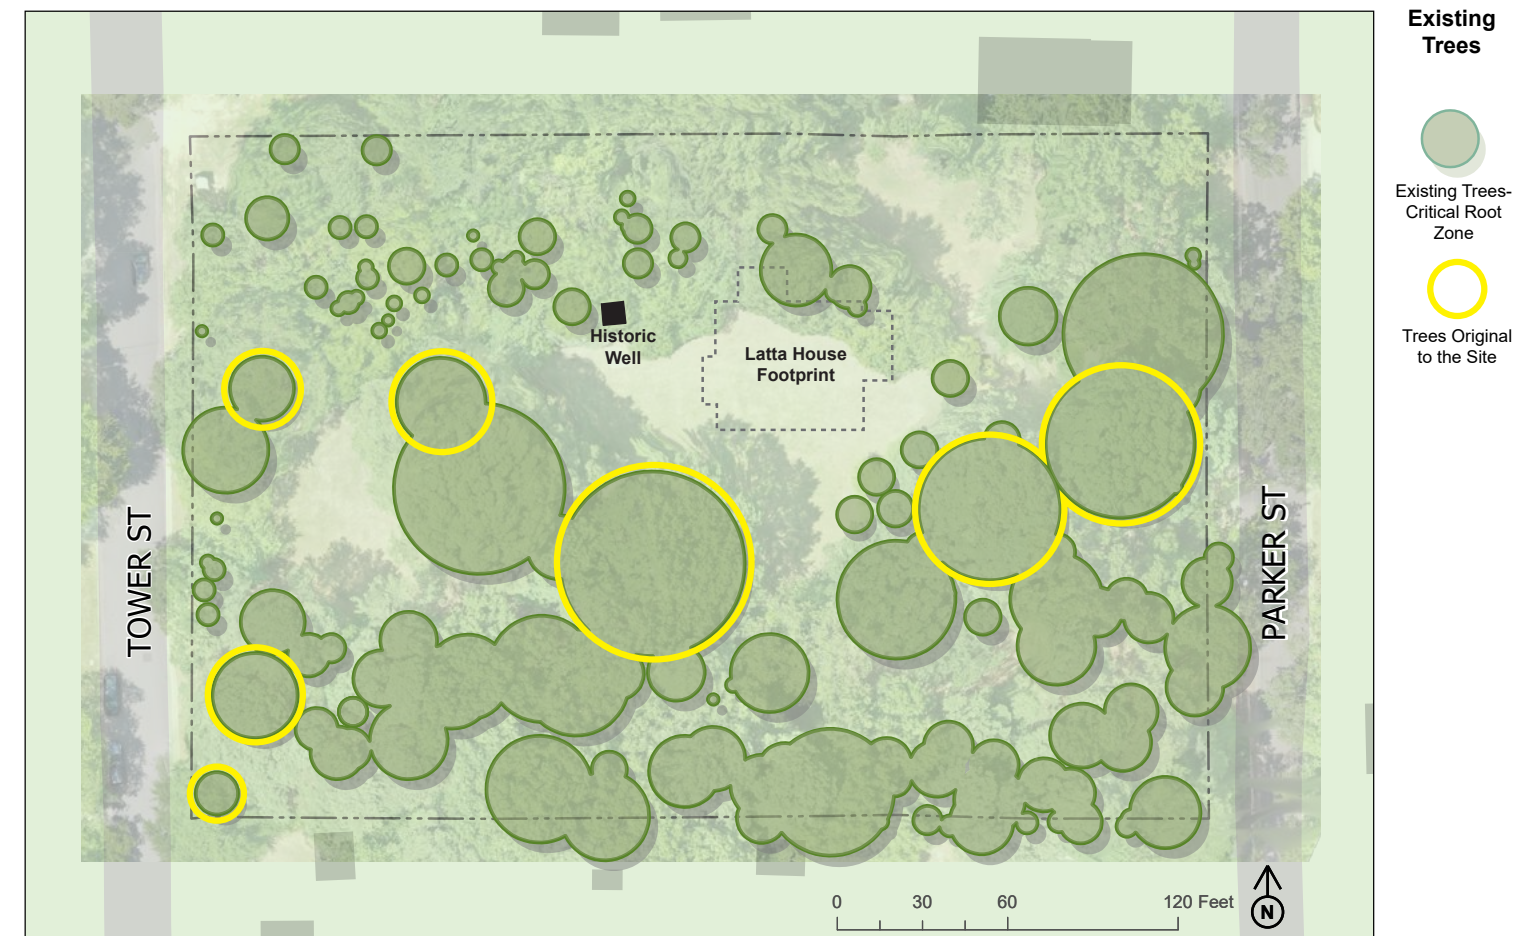 Existing
Trees
Existing Trees-
Critical Root
Zone
Trees Original
to the Site
Historic
Well
Latta House
Footprint
TOWER ST
PARKER ST
0 30 60 120 Feet
N